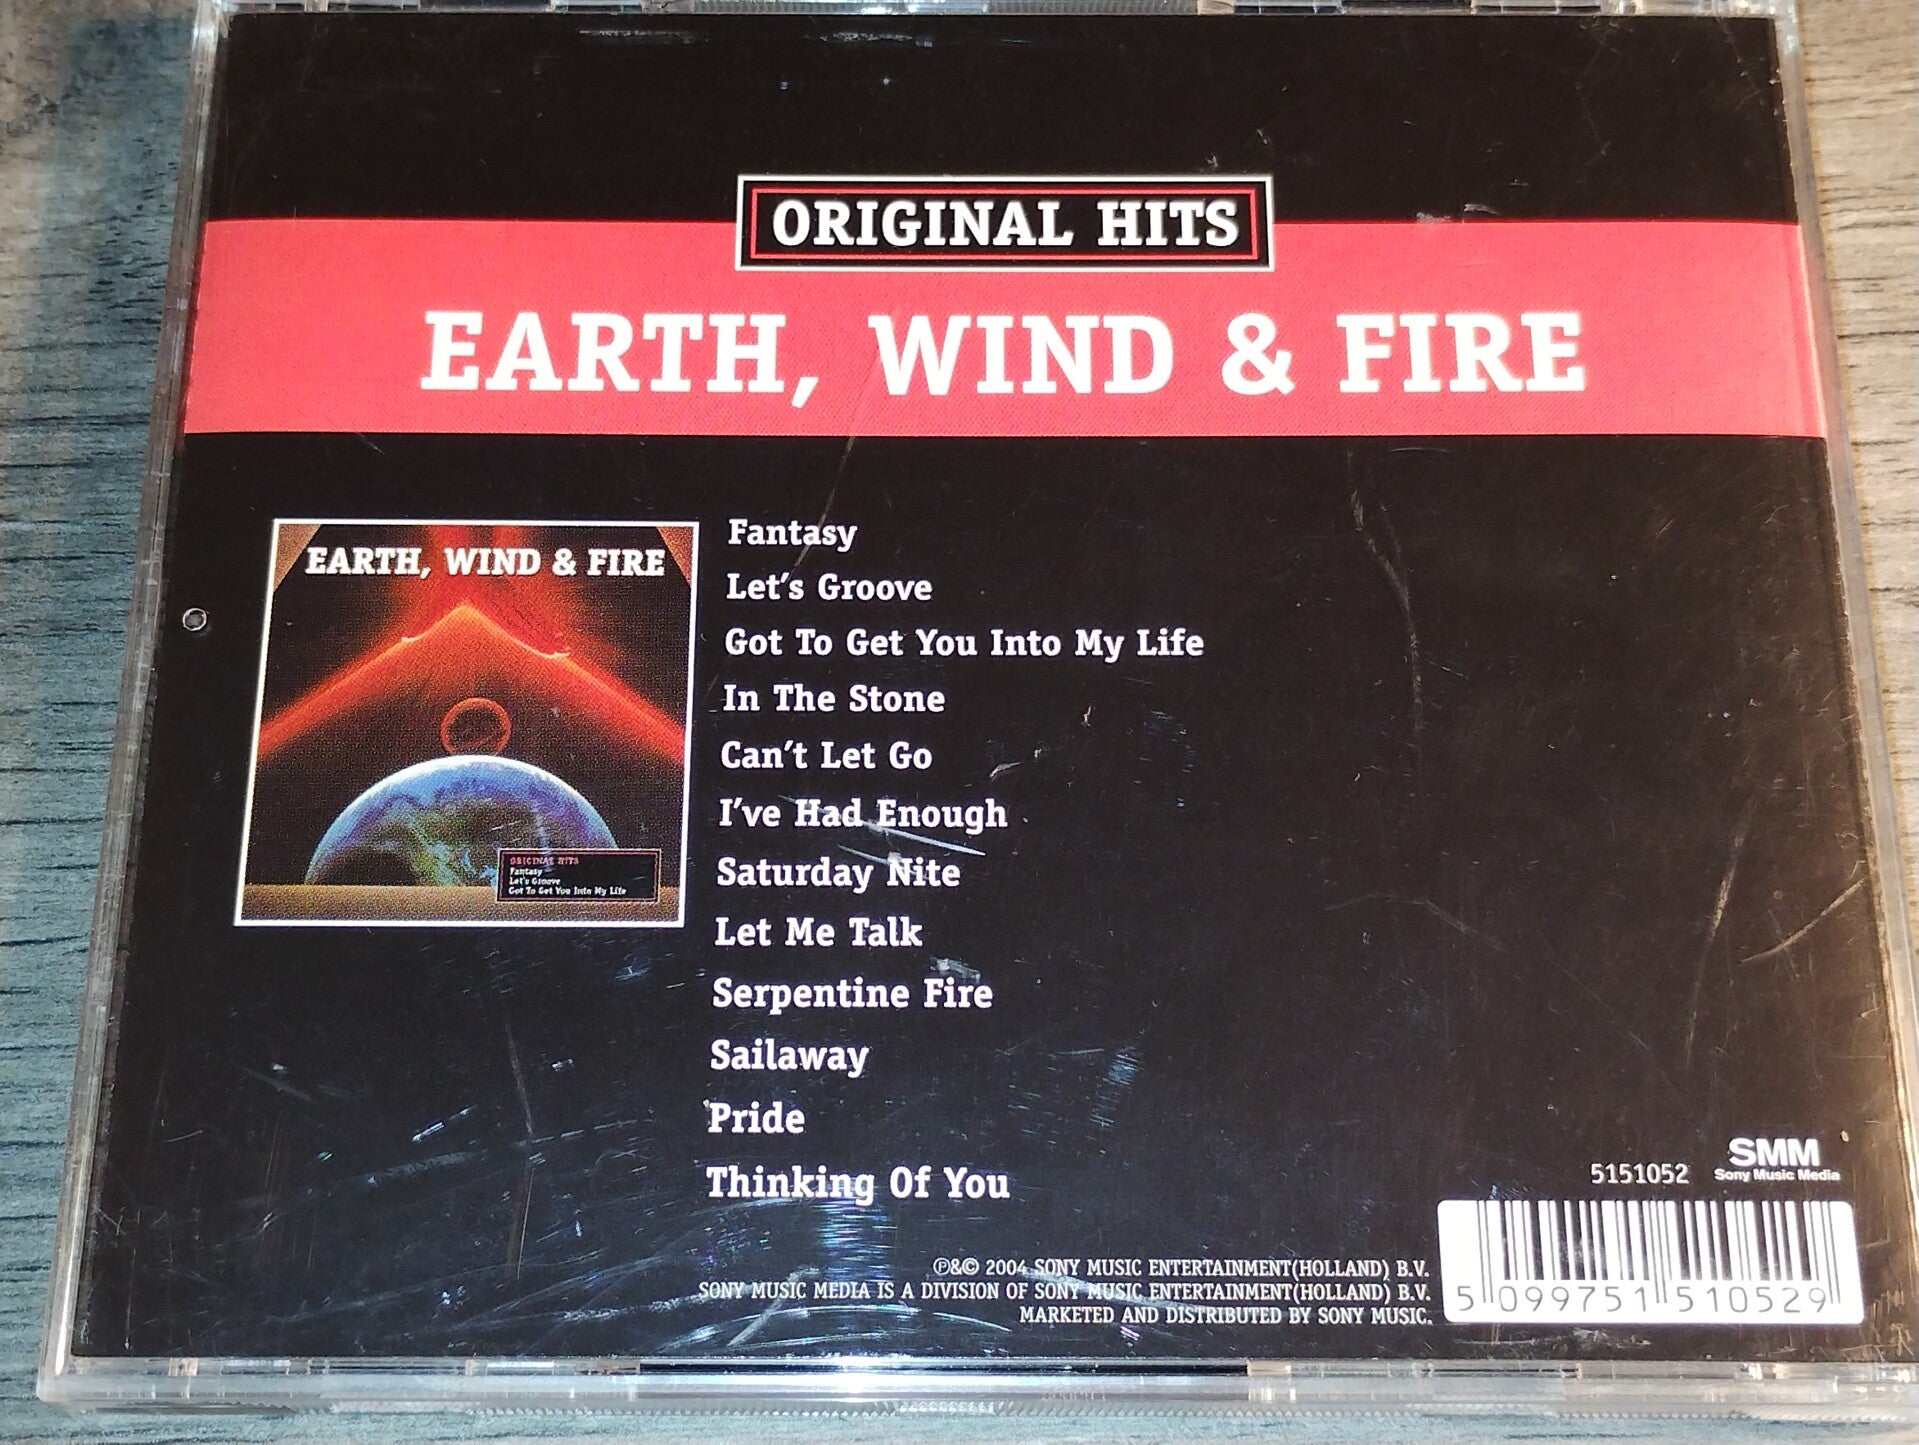 ORIGINAL HITS
EARTH, WIND & FIRE
EARTH, WIND & FIRE
ORIGINAL HITS
Fantasy
Let's Groove
Got To Get You Into My Life
Fantasy
Let's Groove
Got To Get You Into My Life
In The Stone
Can't Let Go
I've Had Enough
Saturday Nite
Let Me Talk
Serpentine Fire
Sailaway
Pride
Thinking Of You
5151052
SMM
Sony Music Media
℗&© 2004 SONY MUSIC ENTERTAINMENT(HOLLAND) B.V.
SONY MUSIC MEDIA IS A DIVISION OF SONY MUSIC ENTERTAINMENT(HOLLAND) B.V.
MARKETED AND DISTRIBUTED BY SONY MUSIC.
5 099751 510529